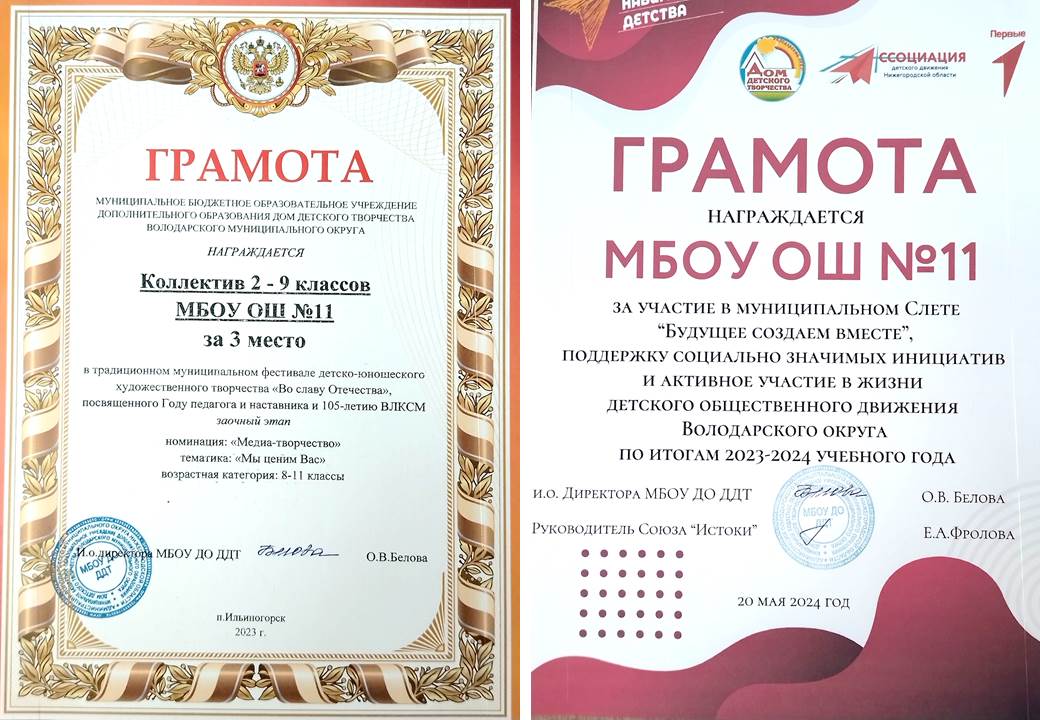 ГРАМОТА
МУНИЦИПАЛЬНОЕ БЮДЖЕТНОЕ ОБРАЗОВАТЕЛЬНОЕ УЧРЕЖДЕНИЕ
ДОПОЛНИТЕЛЬНОГО ОБРАЗОВАНИЯ ДОМ ДЕТСКОГО ТВОРЧЕСТВА
ВОЛОДАРСКОГО МУНИЦИПАЛЬНОГО ОКРУГА
НАГРАЖДАЕТСЯ
Коллектив 2 - 9 классов
МБОУ ОШ №11
за 3 место
в традиционном муниципальном фестивале детско-юношеского
художественного творчества «Во славу Отечества»,
посвященного Году педагога и наставника и 105-летию ВЛКСМ
заочный этап
номинация: «Медиа-творчество»
тематика: «Мы ценим Вас»
возрастная категория: 8-11 классы
И.о.директора МБОУ ДО ДДТ О.В.Белова
МБОУ ДО
ДДТ
п.Ильиногорск
2023 г.
ДЕТСТВА
Дом
детского
творчества
АССОЦИАЦИЯ
детского движения
Нижегородской области
Первые
ГРАМОТА
НАГРАЖДАЕТСЯ
МБОУ ОШ №11
ЗА УЧАСТИЕ В МУНИЦИПАЛЬНОМ СЛЕТЕ
“БУДУЩЕЕ СОЗДАЕМ ВМЕСТЕ”,
ПОДДЕРЖКУ СОЦИАЛЬНО ЗНАЧИМЫХ ИНИЦИАТИВ
И АКТИВНОЕ УЧАСТИЕ В ЖИЗНИ
ДЕТСКОГО ОБЩЕСТВЕННОГО ДВИЖЕНИЯ
ВОЛОДАРСКОГО ОКРУГА
ПО ИТОГАМ 2023-2024 УЧЕБНОГО ГОДА
И.О. ДИРЕКТОРА МБОУ ДО ДДТ О.В. БЕЛОВА
МБОУ ДО
ДДТ
РУКОВОДИТЕЛЬ СОЮЗА “ИСТОКИ” Е.А.ФРОЛОВА
20 МАЯ 2024 ГОД